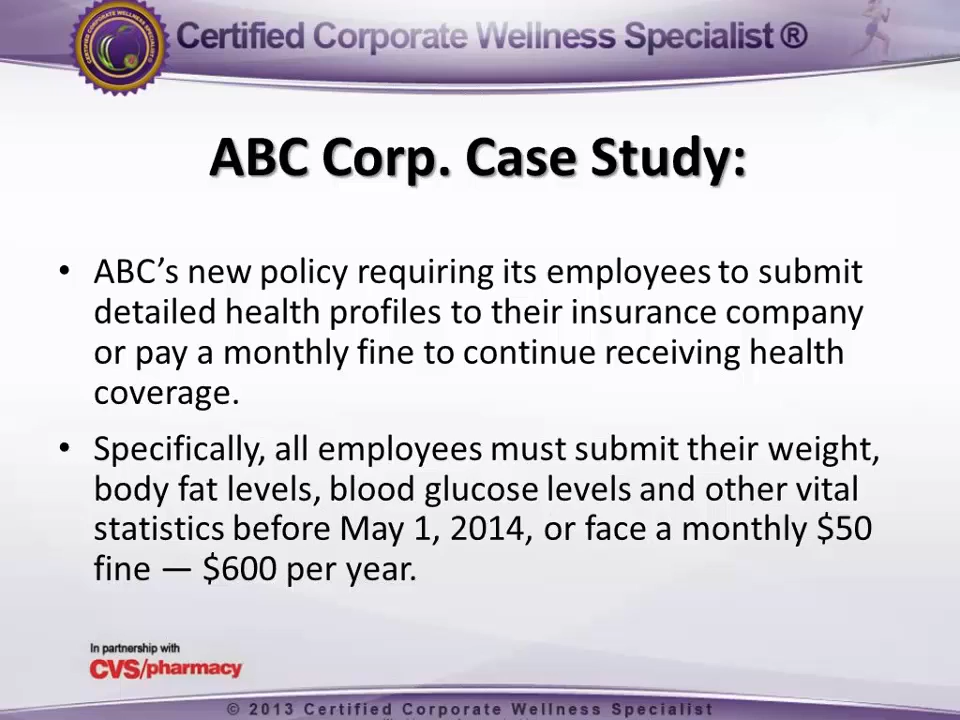 Certified Corporate Wellness Specialist ®
ABC Corp. Case Study:
• ABC’s new policy requiring its employees to submit
detailed health profiles to their insurance company
or pay a monthly fine to continue receiving health
coverage.
• Specifically, all employees must submit their weight,
body fat levels, blood glucose levels and other vital
statistics before May 1, 2014, or face a monthly $50
fine — $600 per year.
In partnership with
CVS/pharmacy
© 2013 Certified Corporate Wellness Specialist